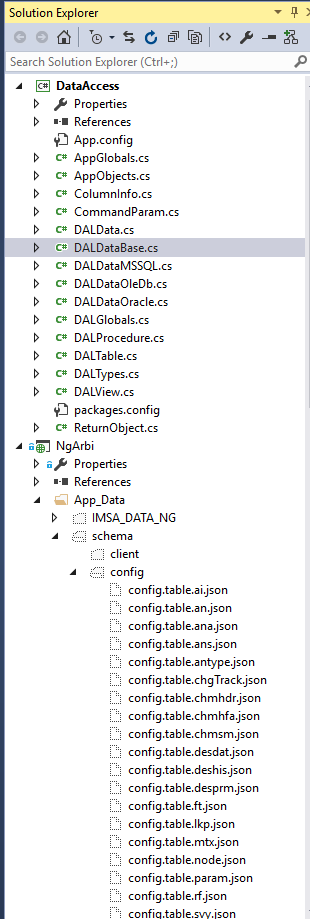 Solution Explorer
Search Solution Explorer (Ctrl+;)
C# DataAccess
Properties
References
App.config
C# AppGlobals.cs
C# AppObjects.cs
C# ColumnInfo.cs
C# CommandParam.cs
C# DALData.cs
C# DALDataBase.cs
C# DALDataMSSQL.cs
C# DALDataOleDb.cs
C# DALDataOracle.cs
C# DALGlobals.cs
C# DALProcedure.cs
C# DALTable.cs
C# DALTypes.cs
C# DALView.cs
packages.config
C# ReturnObject.cs
NgArbi
Properties
References
App_Data
IMSA_DATA_NG
schema
client
config
config.table.ai.json
config.table.an.json
config.table.ana.json
config.table.ans.json
config.table.antype.json
config.table.chgTrack.json
config.table.chmhdr.json
config.table.chmhfa.json
config.table.chmsm.json
config.table.desdat.json
config.table.deshis.json
config.table.desprm.json
config.table.ft.json
config.table.lkp.json
config.table.mtx.json
config.table.node.json
config.table.param.json
config.table.rf.json
config.table.svy.json